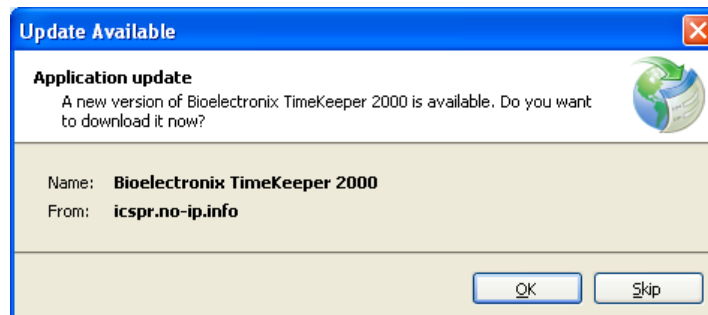 Update Available
Application update
A new version of Bioelectronix TimeKeeper 2000 is available. Do you want
to download it now?
Name: Bioelectronix TimeKeeper 2000
From: icspr.no-ip.info
OK Skip